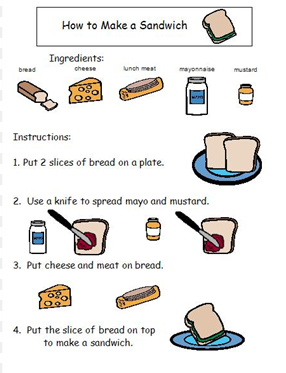 How to Make a Sandwich
Ingredients:
bread cheese lunch meat mayonnaise mustard
Instructions:
1. Put 2 slices of bread on a plate.
2. Use a knife to spread mayo and mustard.
3. Put cheese and meat on bread.
4. Put the slice of bread on top
to make a sandwich.